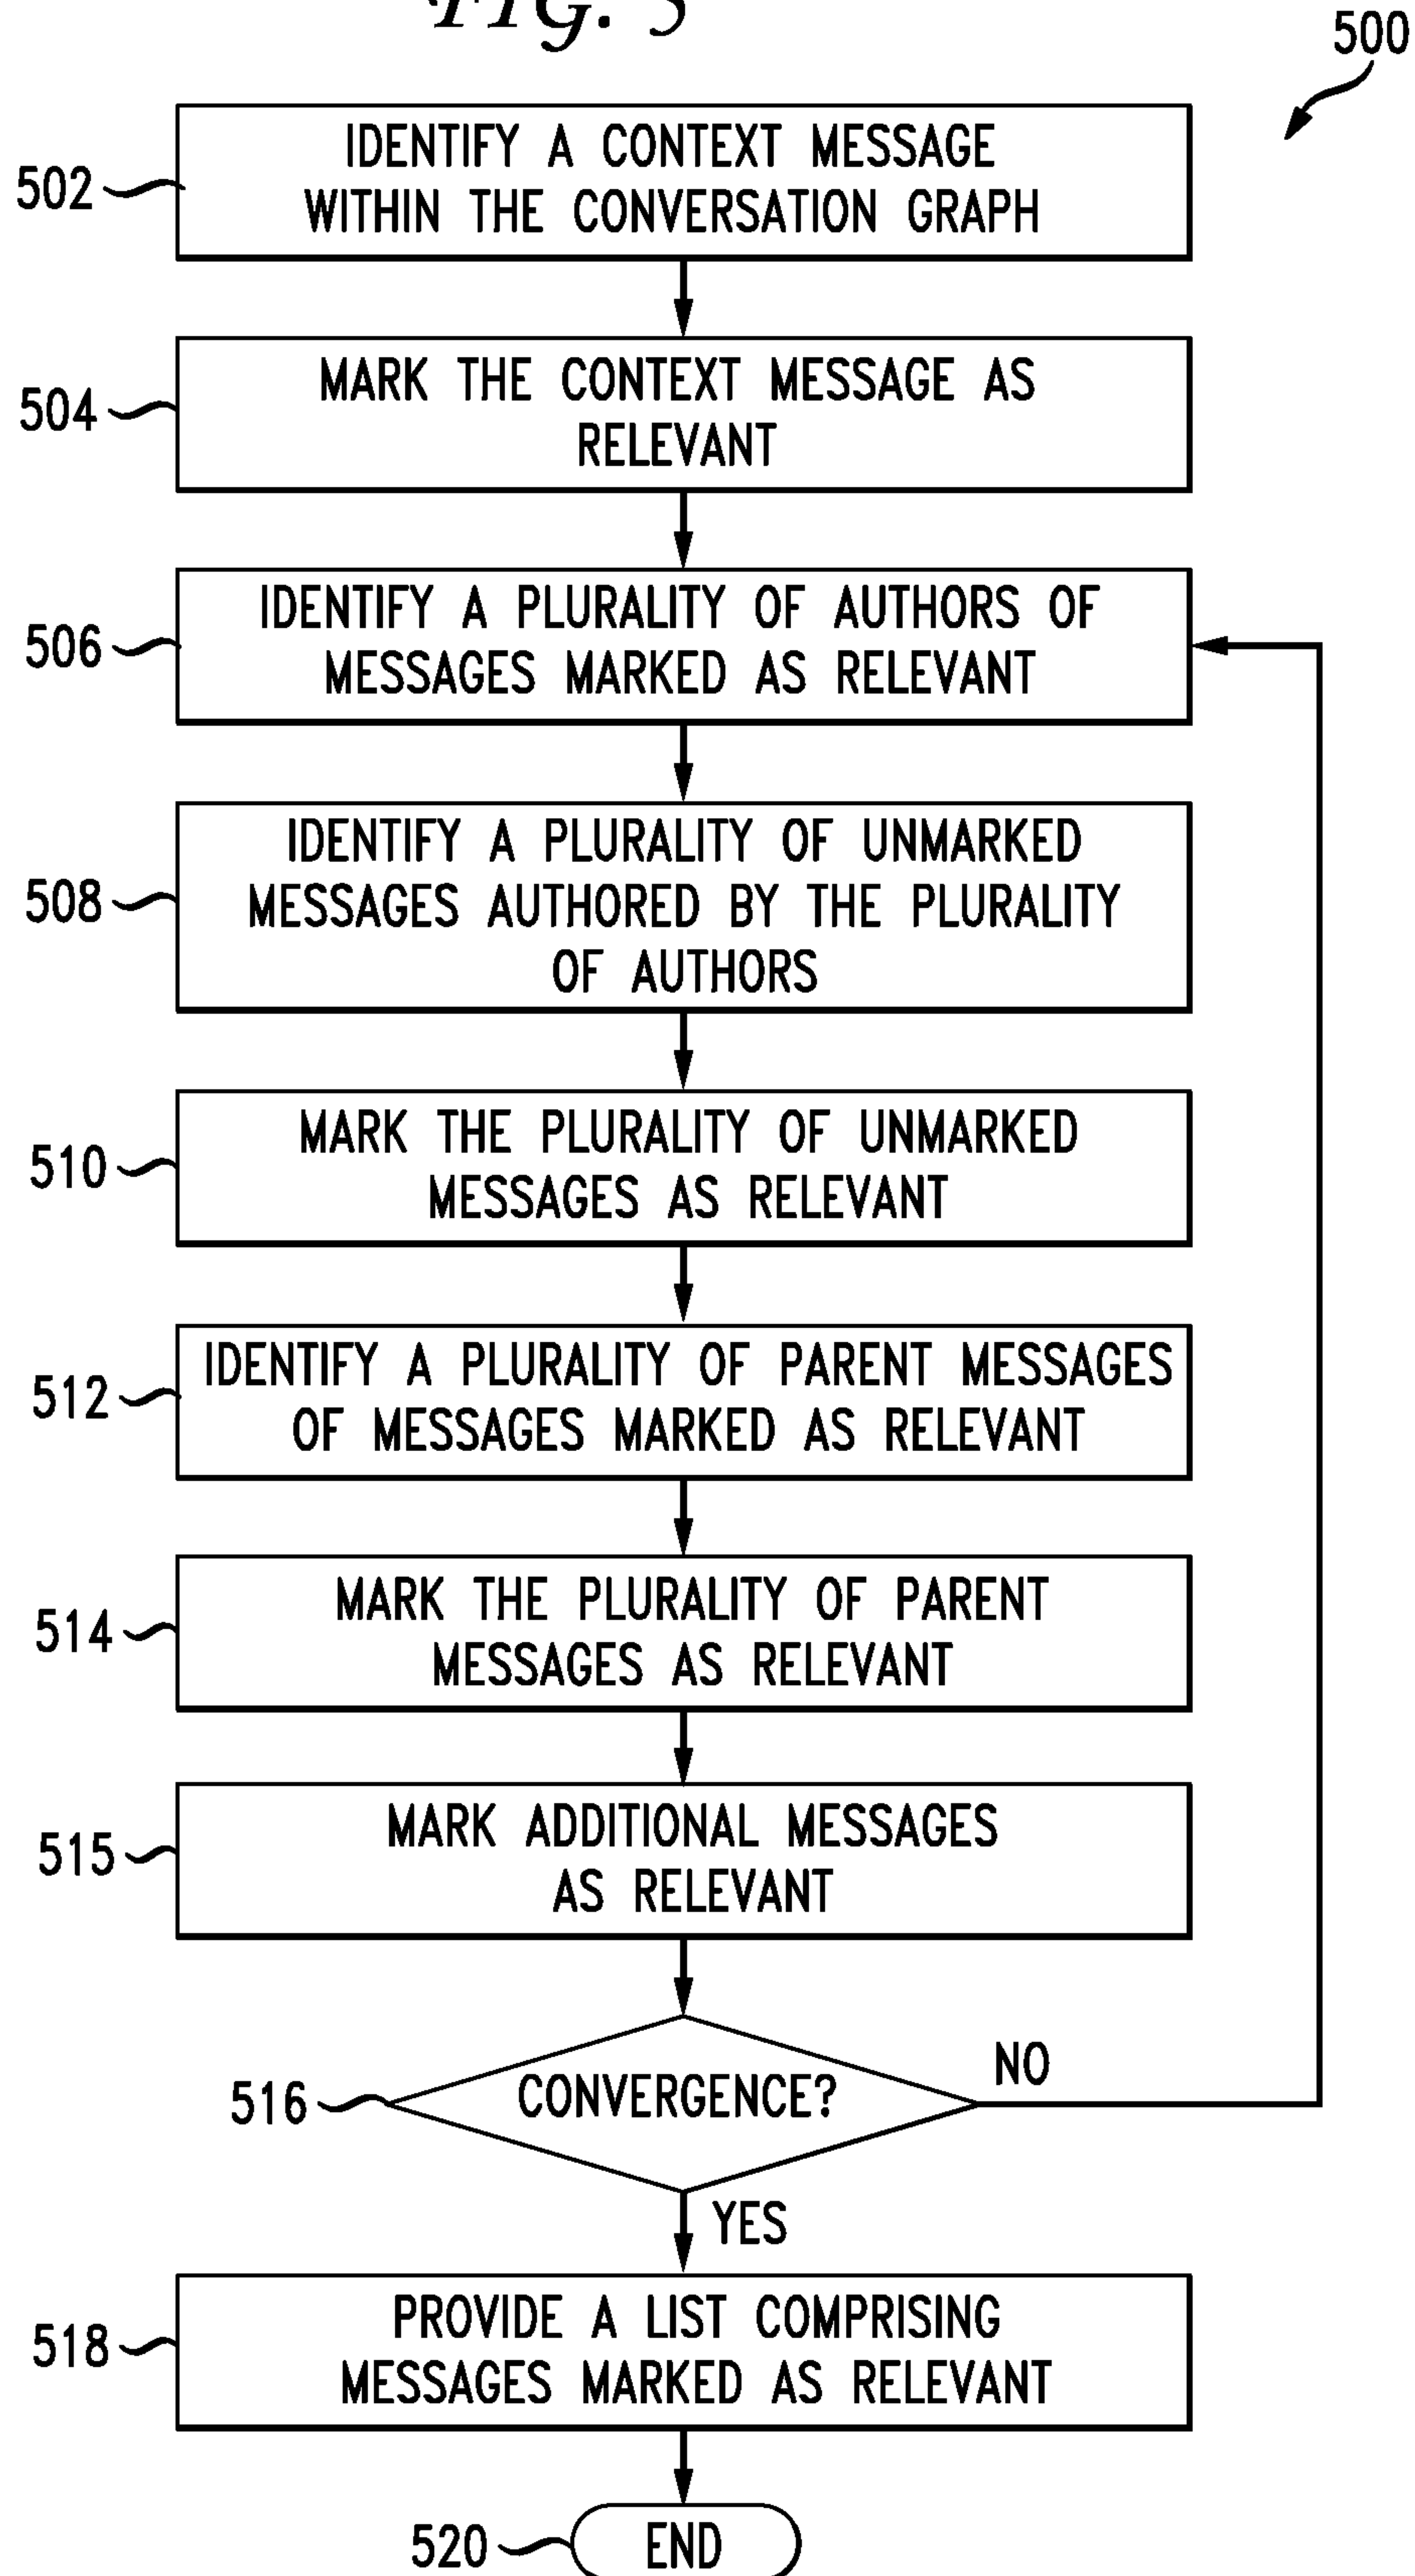 FIG. 5
500
502
IDENTIFY A CONTEXT MESSAGE
WITHIN THE CONVERSATION GRAPH
504
MARK THE CONTEXT MESSAGE AS
RELEVANT
506
IDENTIFY A PLURALITY OF AUTHORS OF
MESSAGES MARKED AS RELEVANT
508
IDENTIFY A PLURALITY OF UNMARKED
MESSAGES AUTHORED BY THE PLURALITY
OF AUTHORS
510
MARK THE PLURALITY OF UNMARKED
MESSAGES AS RELEVANT
512
IDENTIFY A PLURALITY OF PARENT MESSAGES
OF MESSAGES MARKED AS RELEVANT
514
MARK THE PLURALITY OF PARENT
MESSAGES AS RELEVANT
515
MARK ADDITIONAL MESSAGES
AS RELEVANT
516
CONVERGENCE?
NO
YES
518
PROVIDE A LIST COMPRISING
MESSAGES MARKED AS RELEVANT
520
END